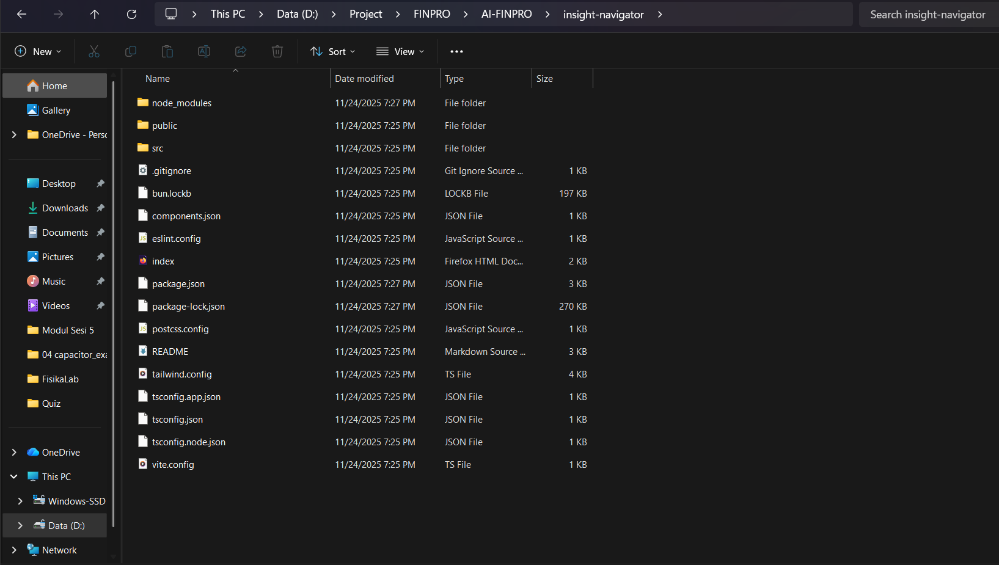 This PC Data (D:) Project FINPRO AI-FINPRO insight-navigator Search insight-navigator
New Sort View
Home
Gallery
OneDrive - Perso
Desktop
Downloads
Documents
Pictures
Music
Videos
Modul Sesi 5
04 capacitor_exa
FisikaLab
Quiz
OneDrive
This PC
Windows-SSD
Data (D:)
Network
Name Date modified Type Size
node_modules 11/24/2025 7:27 PM File folder
public 11/24/2025 7:25 PM File folder
src 11/24/2025 7:25 PM File folder
.gitignore 11/24/2025 7:25 PM Git Ignore Source ... 1 KB
bun.lockb 11/24/2025 7:25 PM LOCKB File 197 KB
components.json 11/24/2025 7:25 PM JSON File 1 KB
eslint.config 11/24/2025 7:25 PM JavaScript Source ... 1 KB
index 11/24/2025 7:25 PM Firefox HTML Doc... 2 KB
package.json 11/24/2025 7:27 PM JSON File 3 KB
package-lock.json 11/24/2025 7:27 PM JSON File 270 KB
postcss.config 11/24/2025 7:25 PM JavaScript Source ... 1 KB
README 11/24/2025 7:25 PM Markdown Source ... 3 KB
tailwind.config 11/24/2025 7:25 PM TS File 4 KB
tsconfig.app.json 11/24/2025 7:25 PM JSON File 1 KB
tsconfig.json 11/24/2025 7:25 PM JSON File 1 KB
tsconfig.node.json 11/24/2025 7:25 PM JSON File 1 KB
vite.config 11/24/2025 7:25 PM TS File 1 KB